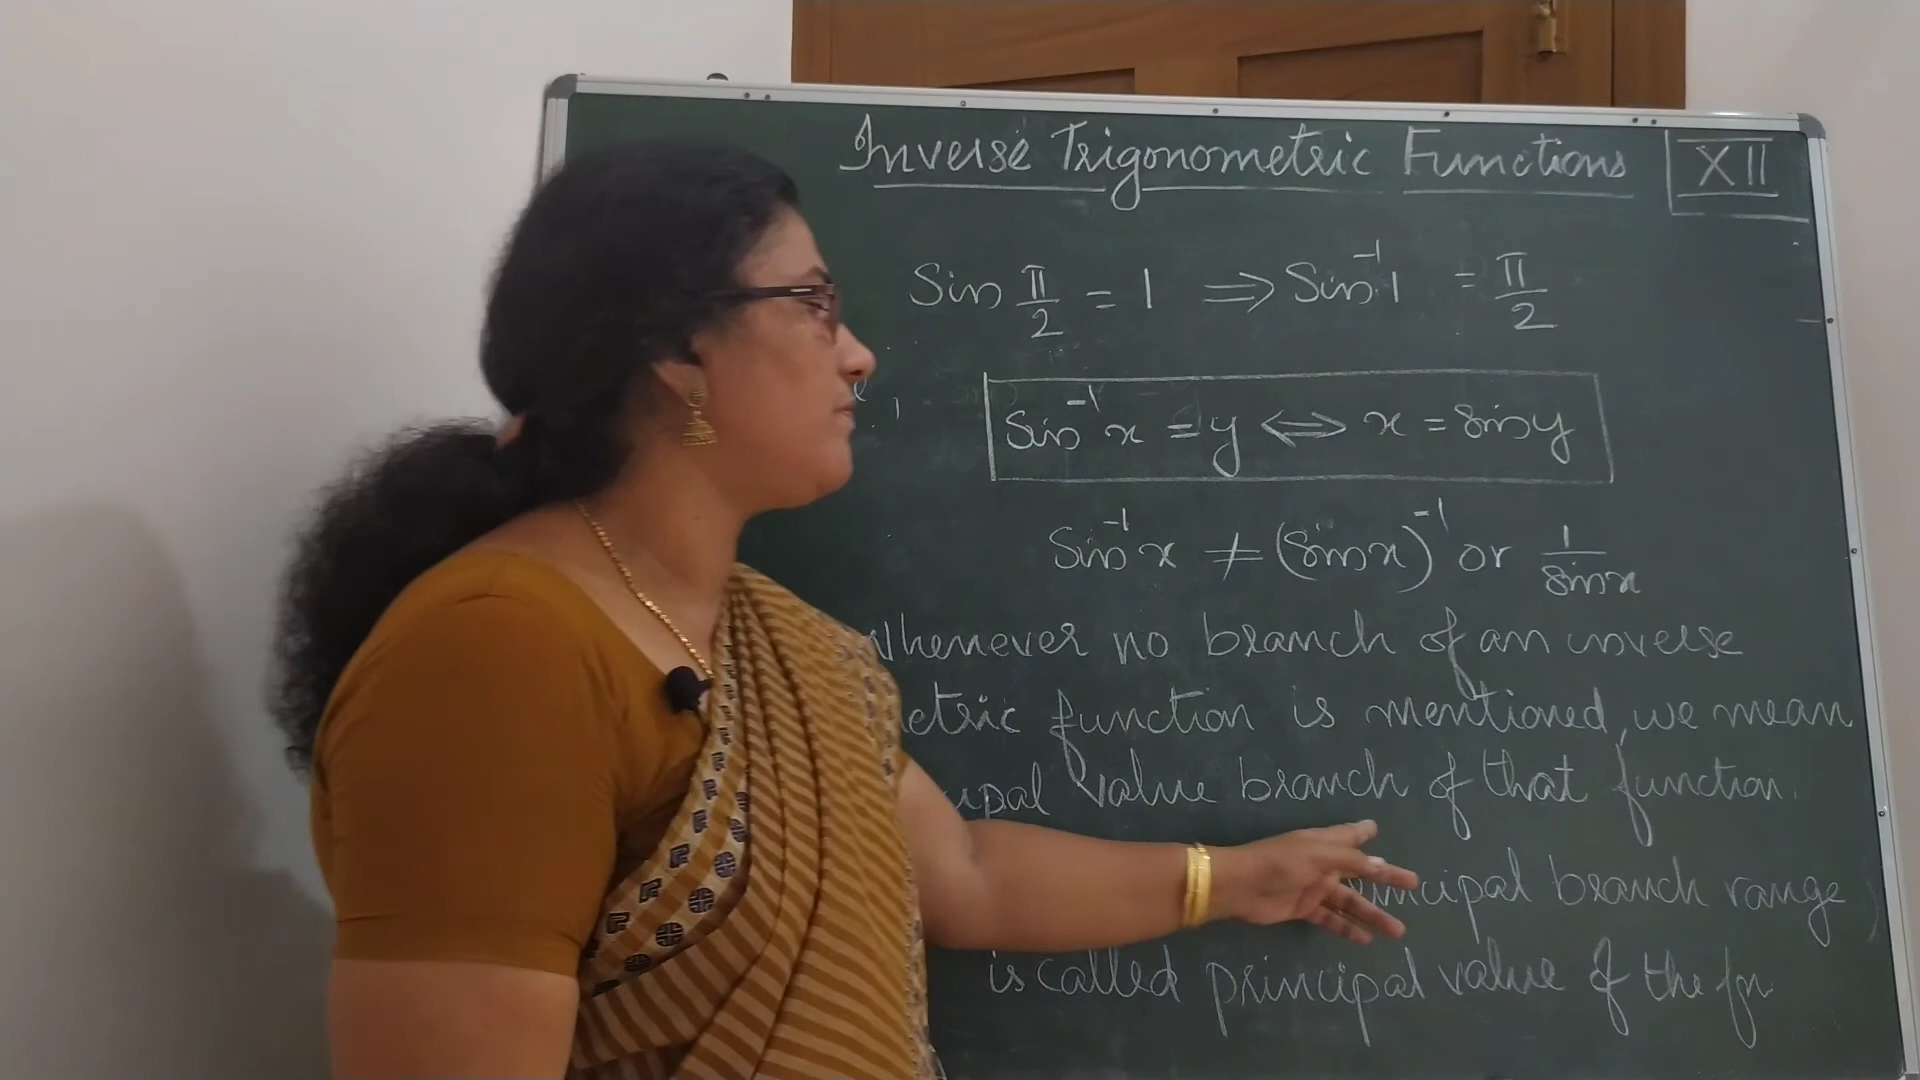 Inverse Trigonometric Functions XII
Sin π/2 = 1 ⇒ Sin⁻¹ 1 = π/2
Sin⁻¹ x = y ⇔ x = sin y
Sin⁻¹ x ≠ (sin x)⁻¹ or 1/sin x
Whenever no branch of an inverse
function is mentioned, we mean
value branch of that function.
branch range
is called principal value of the fn